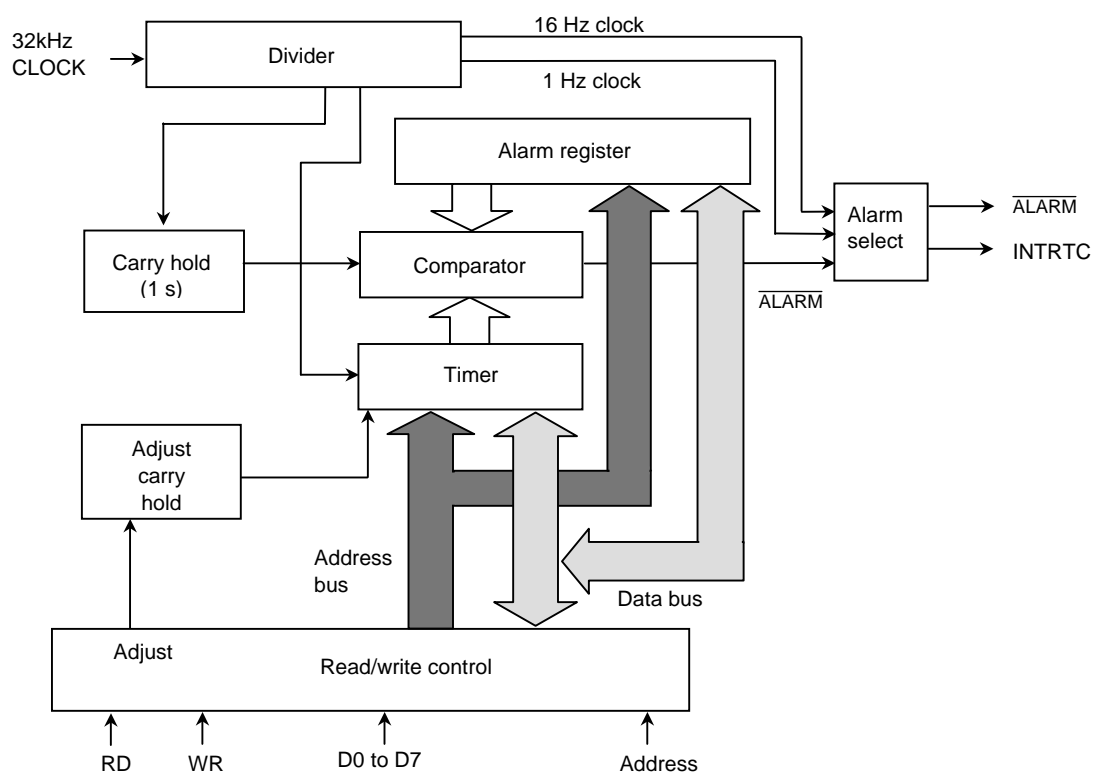 16 Hz clock
32kHz
CLOCK
Divider
1 Hz clock
Alarm register
Alarm
select
ALARM
INTRTC
Carry hold
(1 s)
Comparator
ALARM
Timer
Adjust
carry
hold
Address
bus
Data bus
Adjust
Read/write control
RD
WR
D0 to D7
Address